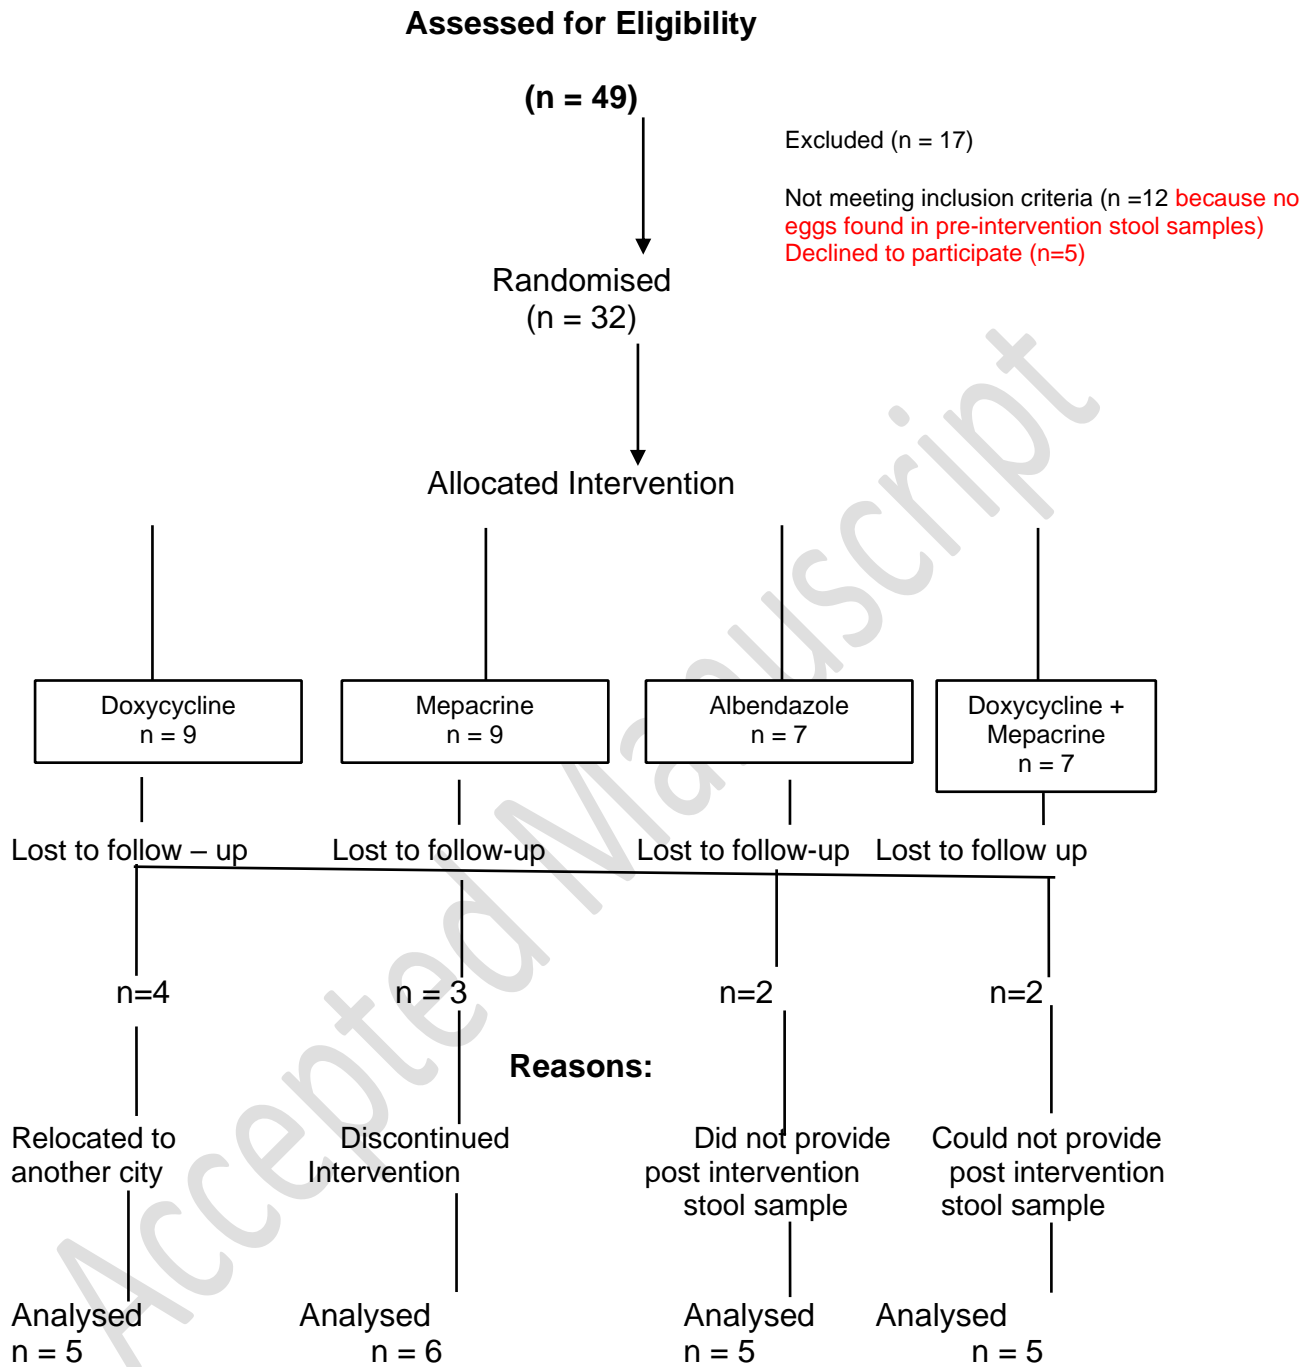 Assessed for Eligibility
(n = 49)
Excluded (n = 17)
Not meeting inclusion criteria (n =12 because no
eggs found in pre-intervention stool samples)
Declined to participate (n=5)
Randomised
(n = 32)
Allocated Intervention
Doxycycline
n = 9
Mepacrine
n = 9
Albendazole
n = 7
Doxycycline +
Mepacrine
n = 7
Lost to follow – up
Lost to follow-up
Lost to follow-up
Lost to follow up
n=4
n = 3
n=2
n=2
Reasons:
Relocated to
another city
Discontinued
Intervention
Did not provide
post intervention
stool sample
Could not provide
post intervention
stool sample
Analysed
n = 5
Analysed
n = 6
Analysed
n = 5
Analysed
n = 5
Accepted Manuscript